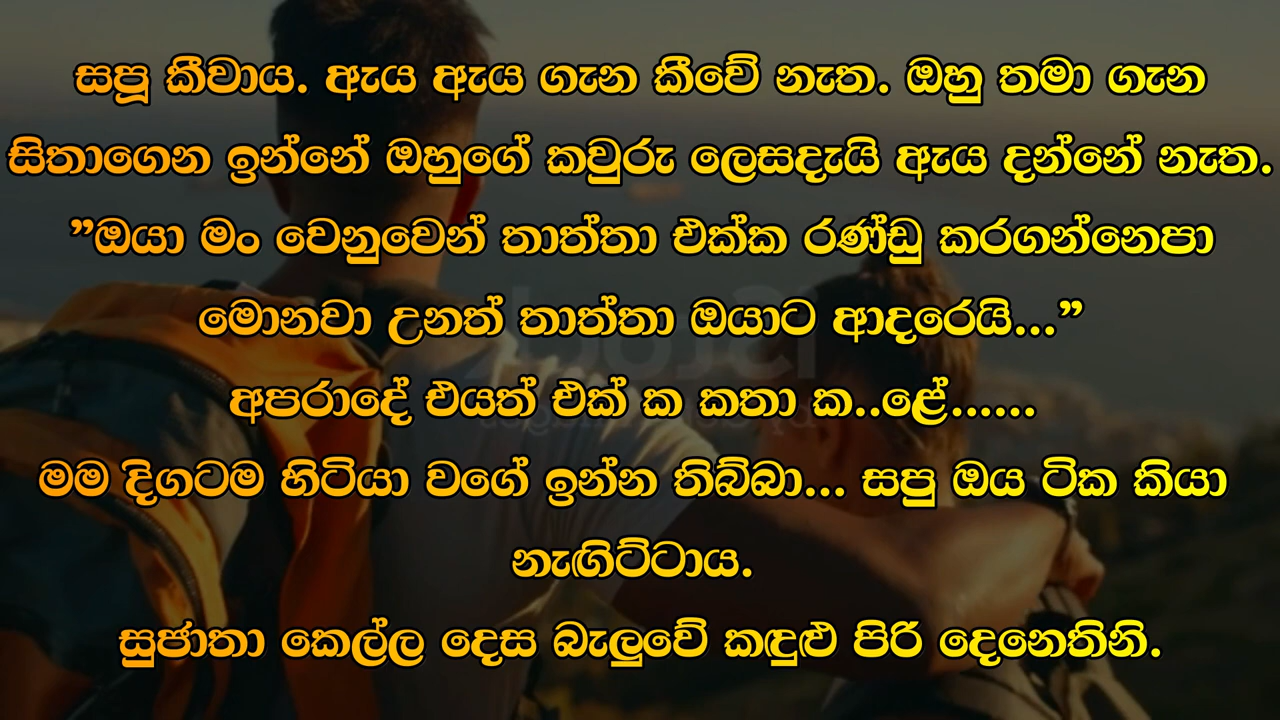 සපූ කීවාය. ඇය ඇය ගැන කීවේ නැත. ඔහු තමා ගැන
සිතාගෙන ඉන්නේ ඔහුගේ කවුරු ලෙසදැයි ඇය දන්නේ නැත.
”ඔයා මං වෙනුවෙන් තාත්තා එක්ක රණ්ඩු කරගන්නෙපා
මොනවා උනත් තාත්තා ඔයාට ආදරෙයි...”
අපරාදේ එයත් එක් ක කතා ක..ළේ......
මම දිගටම හිටියා වගේ ඉන්න තිබ්බා... සපු ඔය ටික කියා
නැඟිට්ටාය.
සුජාතා කෙල්ල දෙස බැලුවේ කඳුළු පිරි දෙනෙතිනි.